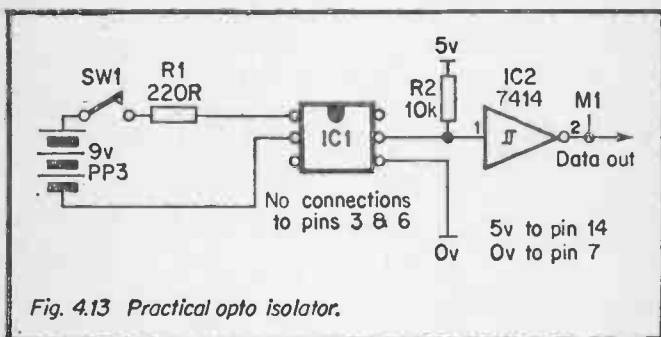 SW1
R1
220R
9v
PP3
IC1
No connections
to pins 3 & 6
5v
R2
10k
IC2
7414
1
2
M1
Data out
0v
5v to pin 14
0v to pin 7
Fig. 4.13 Practical opto isolator.